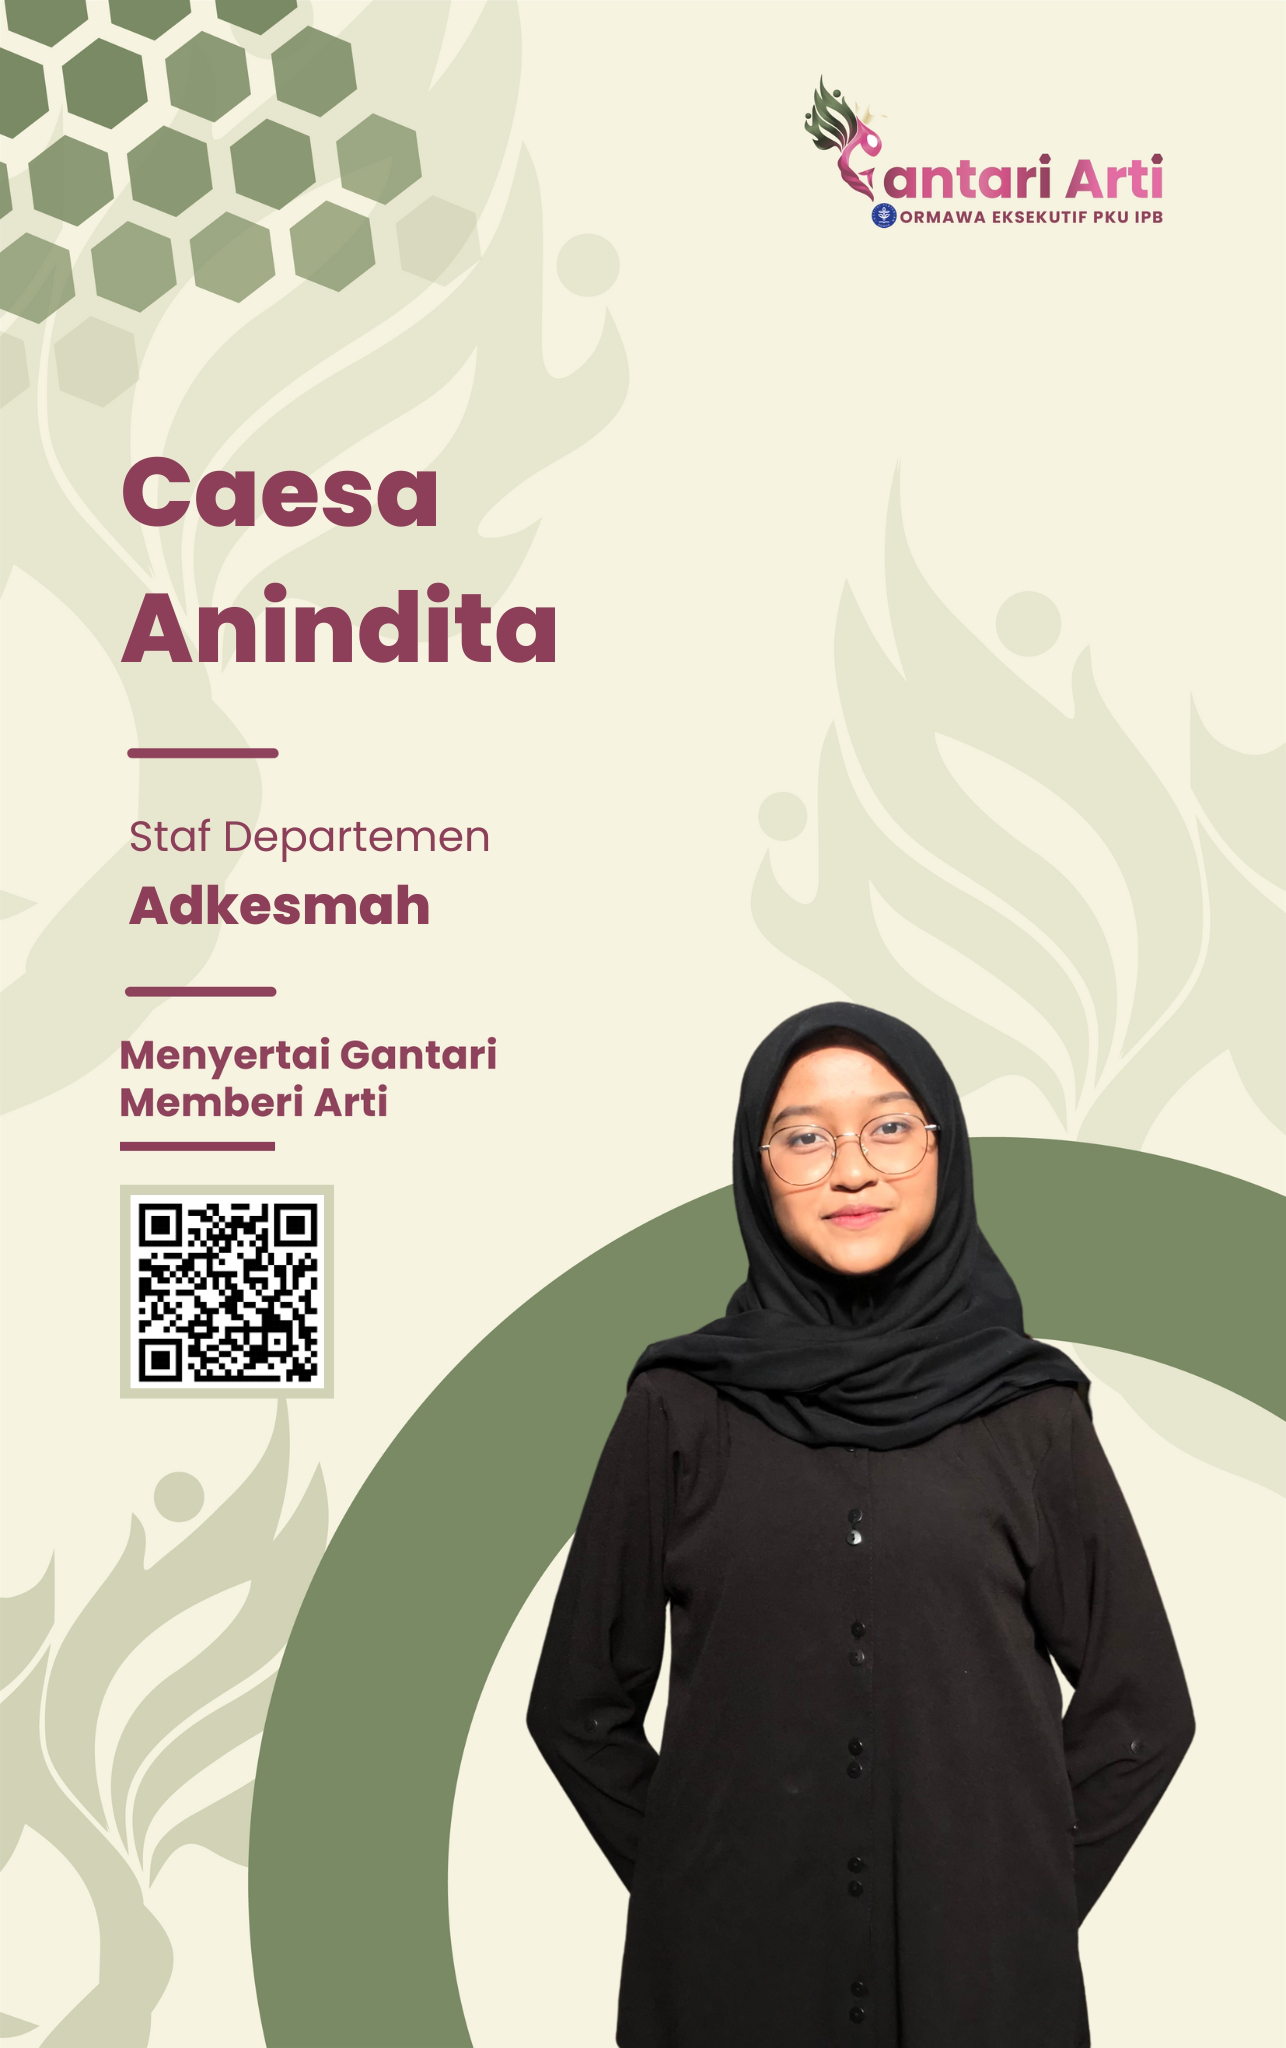 Gantari Arti
ORMAWA EKSEKUTIF PKU IPB
Caesa
Anindita
Staf Departemen
Adkesmah
Menyertai Gantari
Memberi Arti